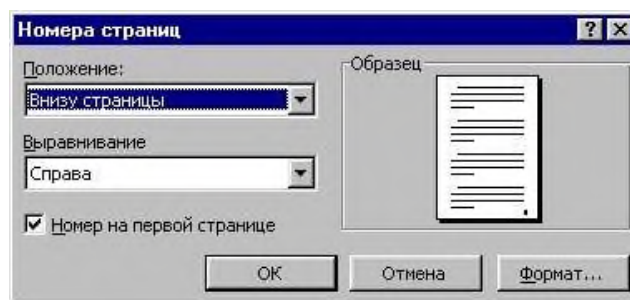 Номера страниц
Положение:
Внизу страницы
Выравнивание
Справа
Номер на первой странице
Образец
ОК
Отмена
Формат...